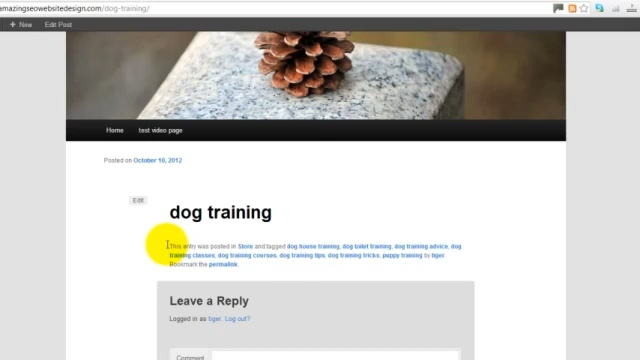 amazingseowebsitedesign.com/dog-training/
+ New Edit Post
Home test video page
Posted on October 10, 2012
Edit
dog training
This entry was posted in Store and tagged dog house training, dog toilet training, dog training advice, dog
training classes, dog training courses, dog training tips, dog training tricks, puppy training by tiger.
Bookmark the permalink.
Leave a Reply
Logged in as tiger. Log out?
Comment